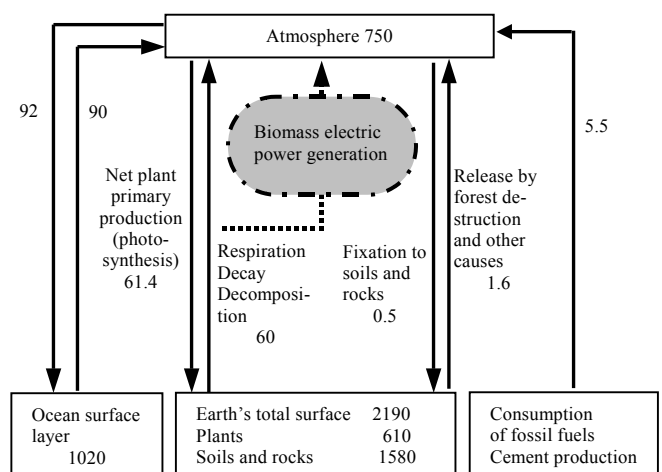 Atmosphere 750
92
90
5.5
Biomass electric
power generation
Net plant
primary
production
(photo-
synthesis)
61.4
Respiration
Decay
Decomposi-
tion
60
Fixation to
soils and
rocks
0.5
Release by
forest de-
struction
and other
causes
1.6
Ocean surface
layer
1020
Earth's total surface 2190
Plants 610
Soils and rocks 1580
Consumption
of fossil fuels
Cement production